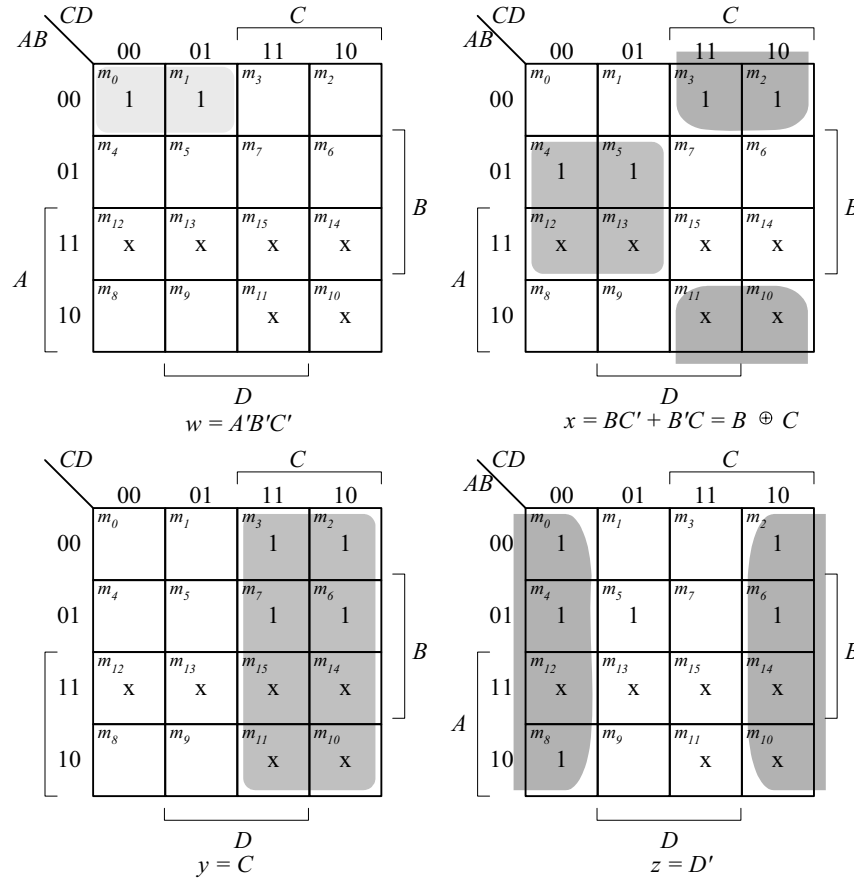 CD C
AB 00 01 11 10
00 m0 1 m1 1 m3 m2
01 m4 m5 m7 m6
B
11 m12 x m13 x m15 x m14 x
A
10 m8 m9 m11 x m10 x
D
w = A'B'C'
CD C
AB 00 01 11 10
00 m0 m1 m3 1 m2 1
01 m4 1 m5 1 m7 m6
B
11 m12 x m13 x m15 x m14 x
A
10 m8 m9 m11 x m10 x
D
x = BC' + B'C = B ⊕ C
CD C
AB 00 01 11 10
00 m0 m1 m3 1 m2 1
01 m4 m5 m7 1 m6 1
B
11 m12 x m13 x m15 x m14 x
A
10 m8 m9 m11 x m10 x
D
y = C
CD C
AB 00 01 11 10
00 m0 1 m1 m3 m2 1
01 m4 1 m5 1 m7 m6 1
B
11 m12 x m13 x m15 x m14 x
A
10 m8 1 m9 m11 x m10 x
D
z = D'